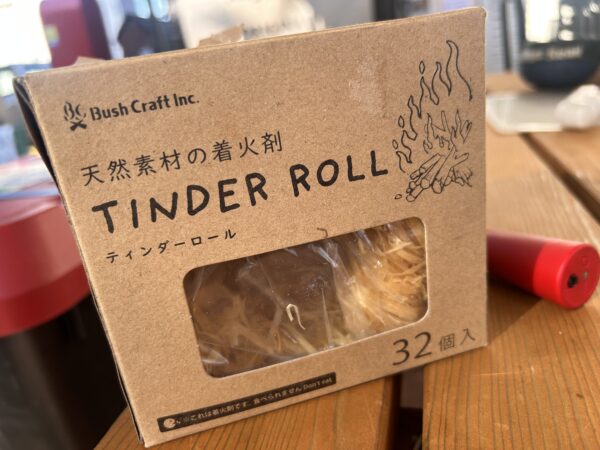 Bush Craft Inc.
天然素材の着火剤
TINDER ROLL
ティンダーロール
32個入
※これは着火剤です。食べられません Don't eat.